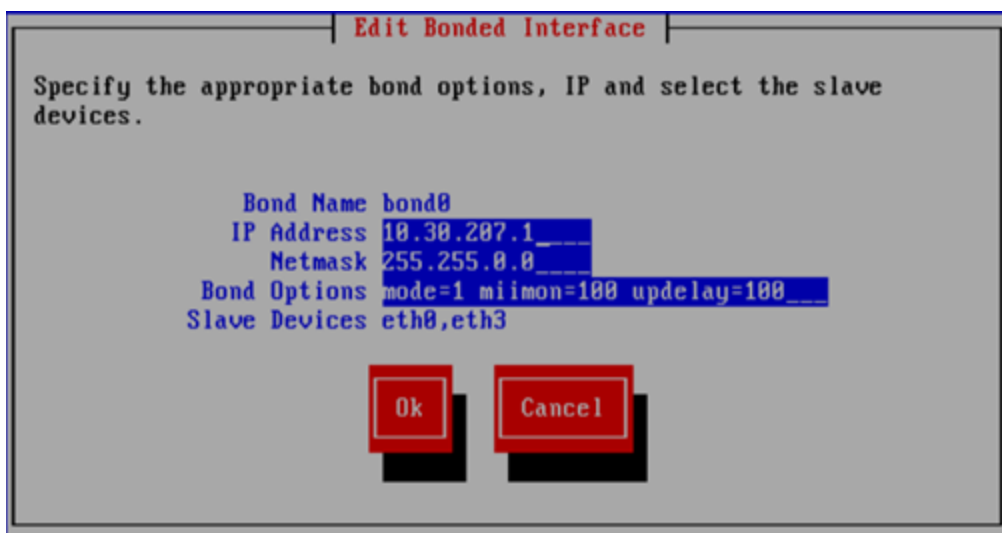 Edit Bonded Interface
Specify the appropriate bond options, IP and select the slave
devices.
Bond Name bond0
IP Address 10.30.207.1____
Netmask 255.255.0.0____
Bond Options mode=1 miimon=100 updelay=100___
Slave Devices eth0,eth3
Ok Cancel